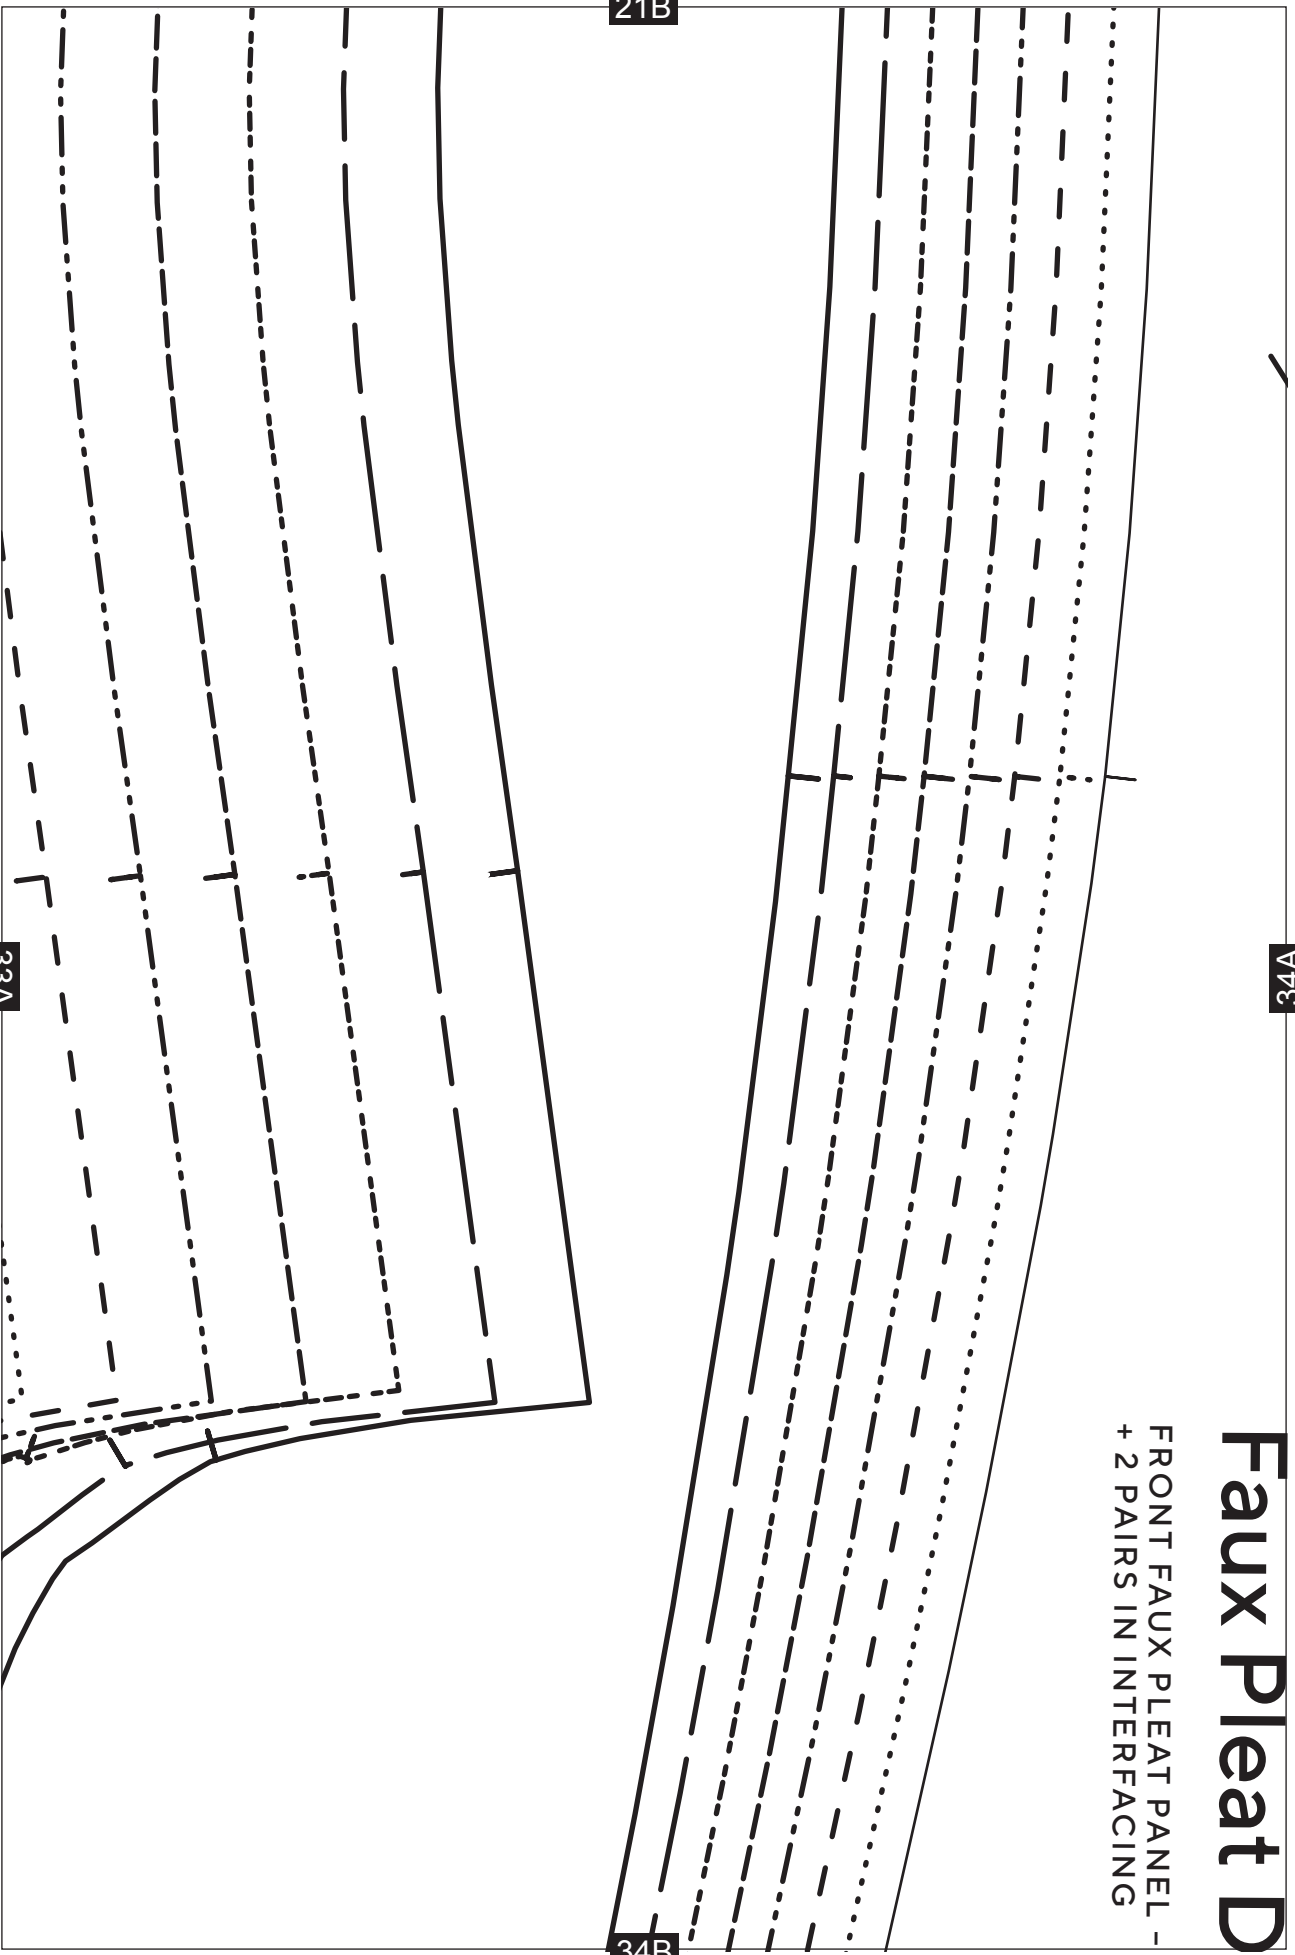 21B
33A
34A
Faux Pleat D
FRONT FAUX PLEAT PANEL –
+ 2 PAIRS IN INTERFACING
34B